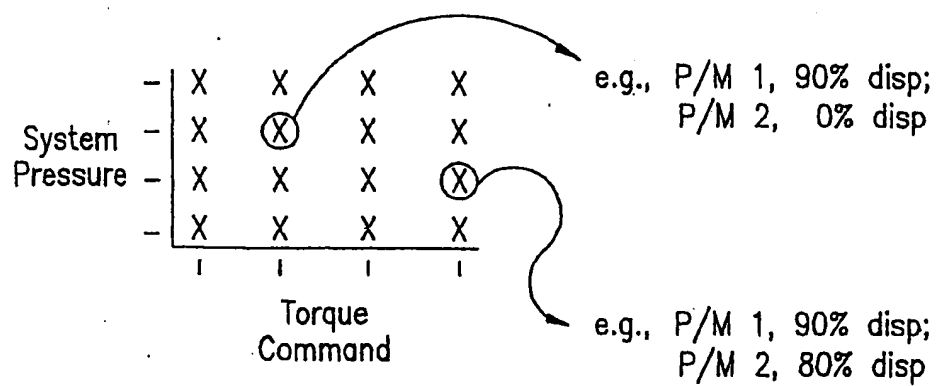 X X X X
e.g., P/M 1, 90% disp;
P/M 2, 0% disp
System
Pressure
X X X X
X X X X
X X X X
Torque
Command
e.g., P/M 1, 90% disp;
P/M 2, 80% disp